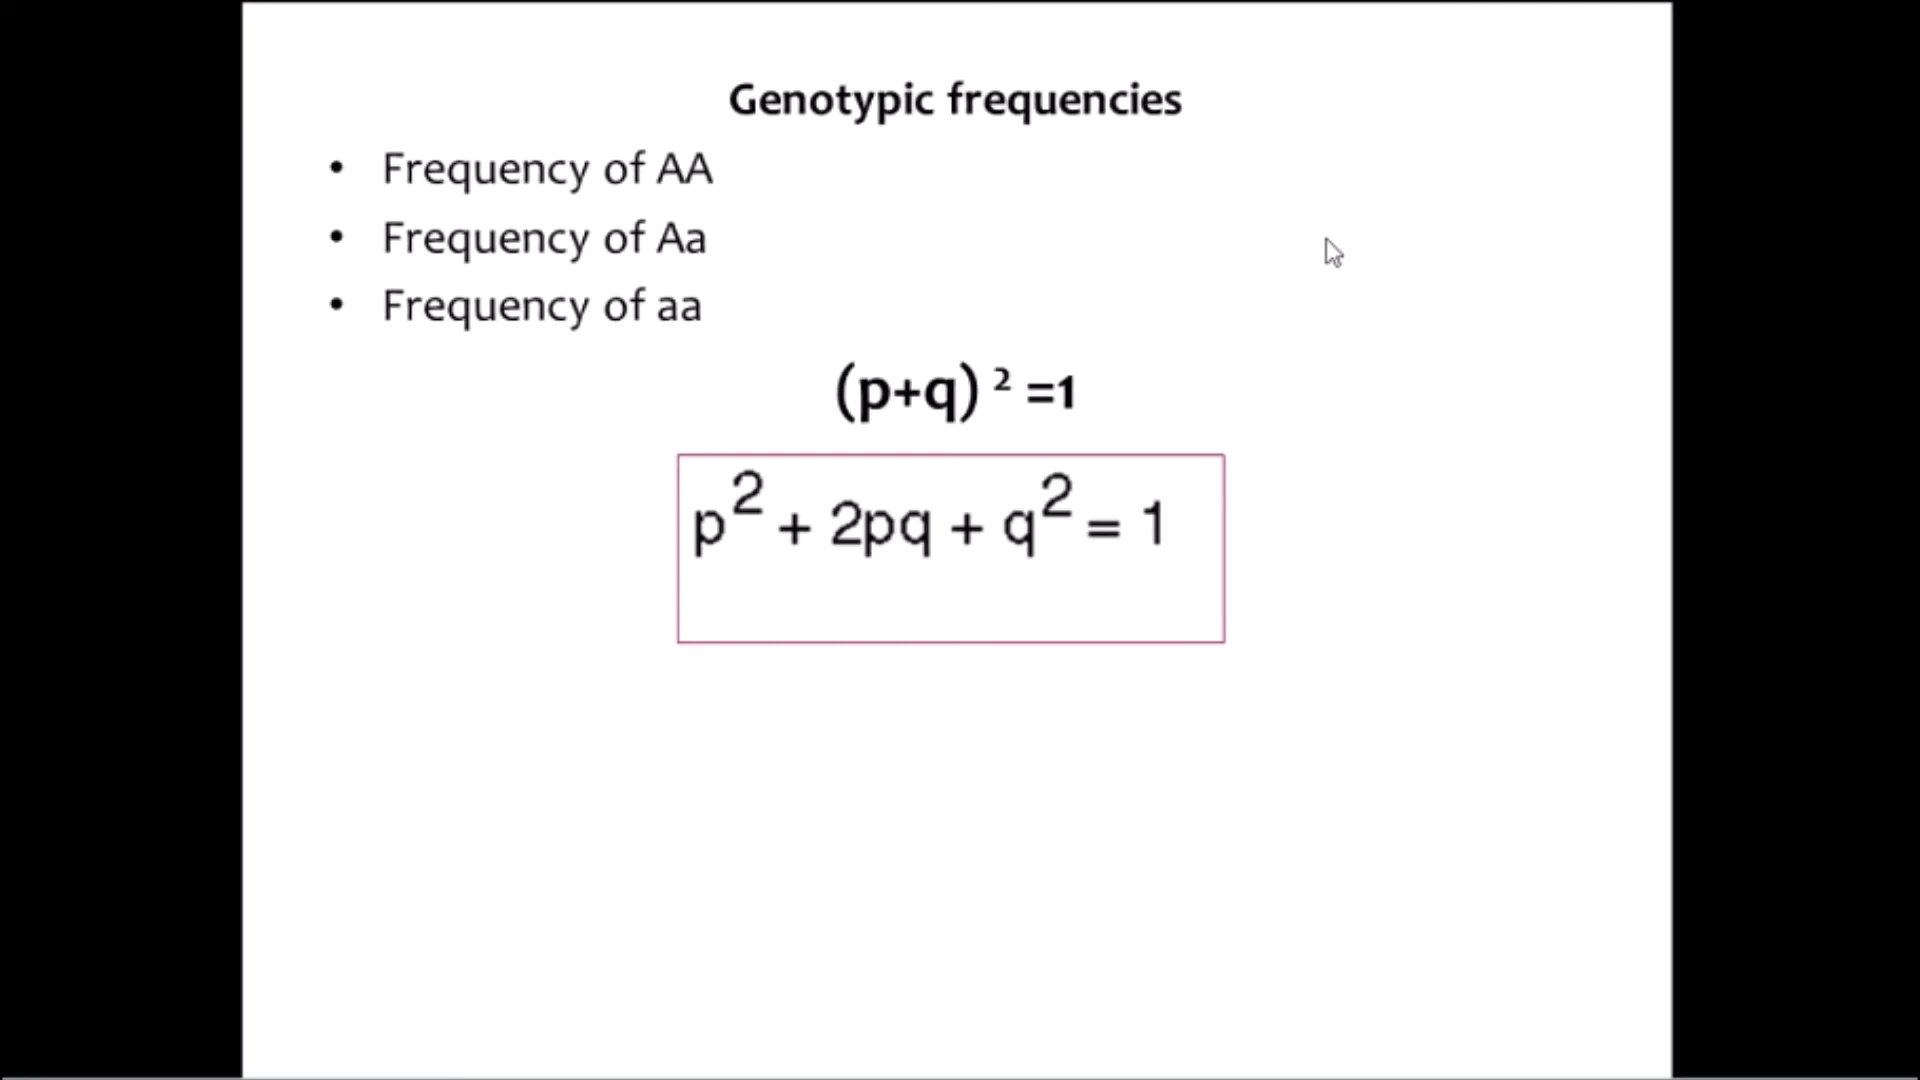 Genotypic frequencies
• Frequency of AA
• Frequency of Aa
• Frequency of aa
(p+q) ² =1
p² + 2pq + q² = 1